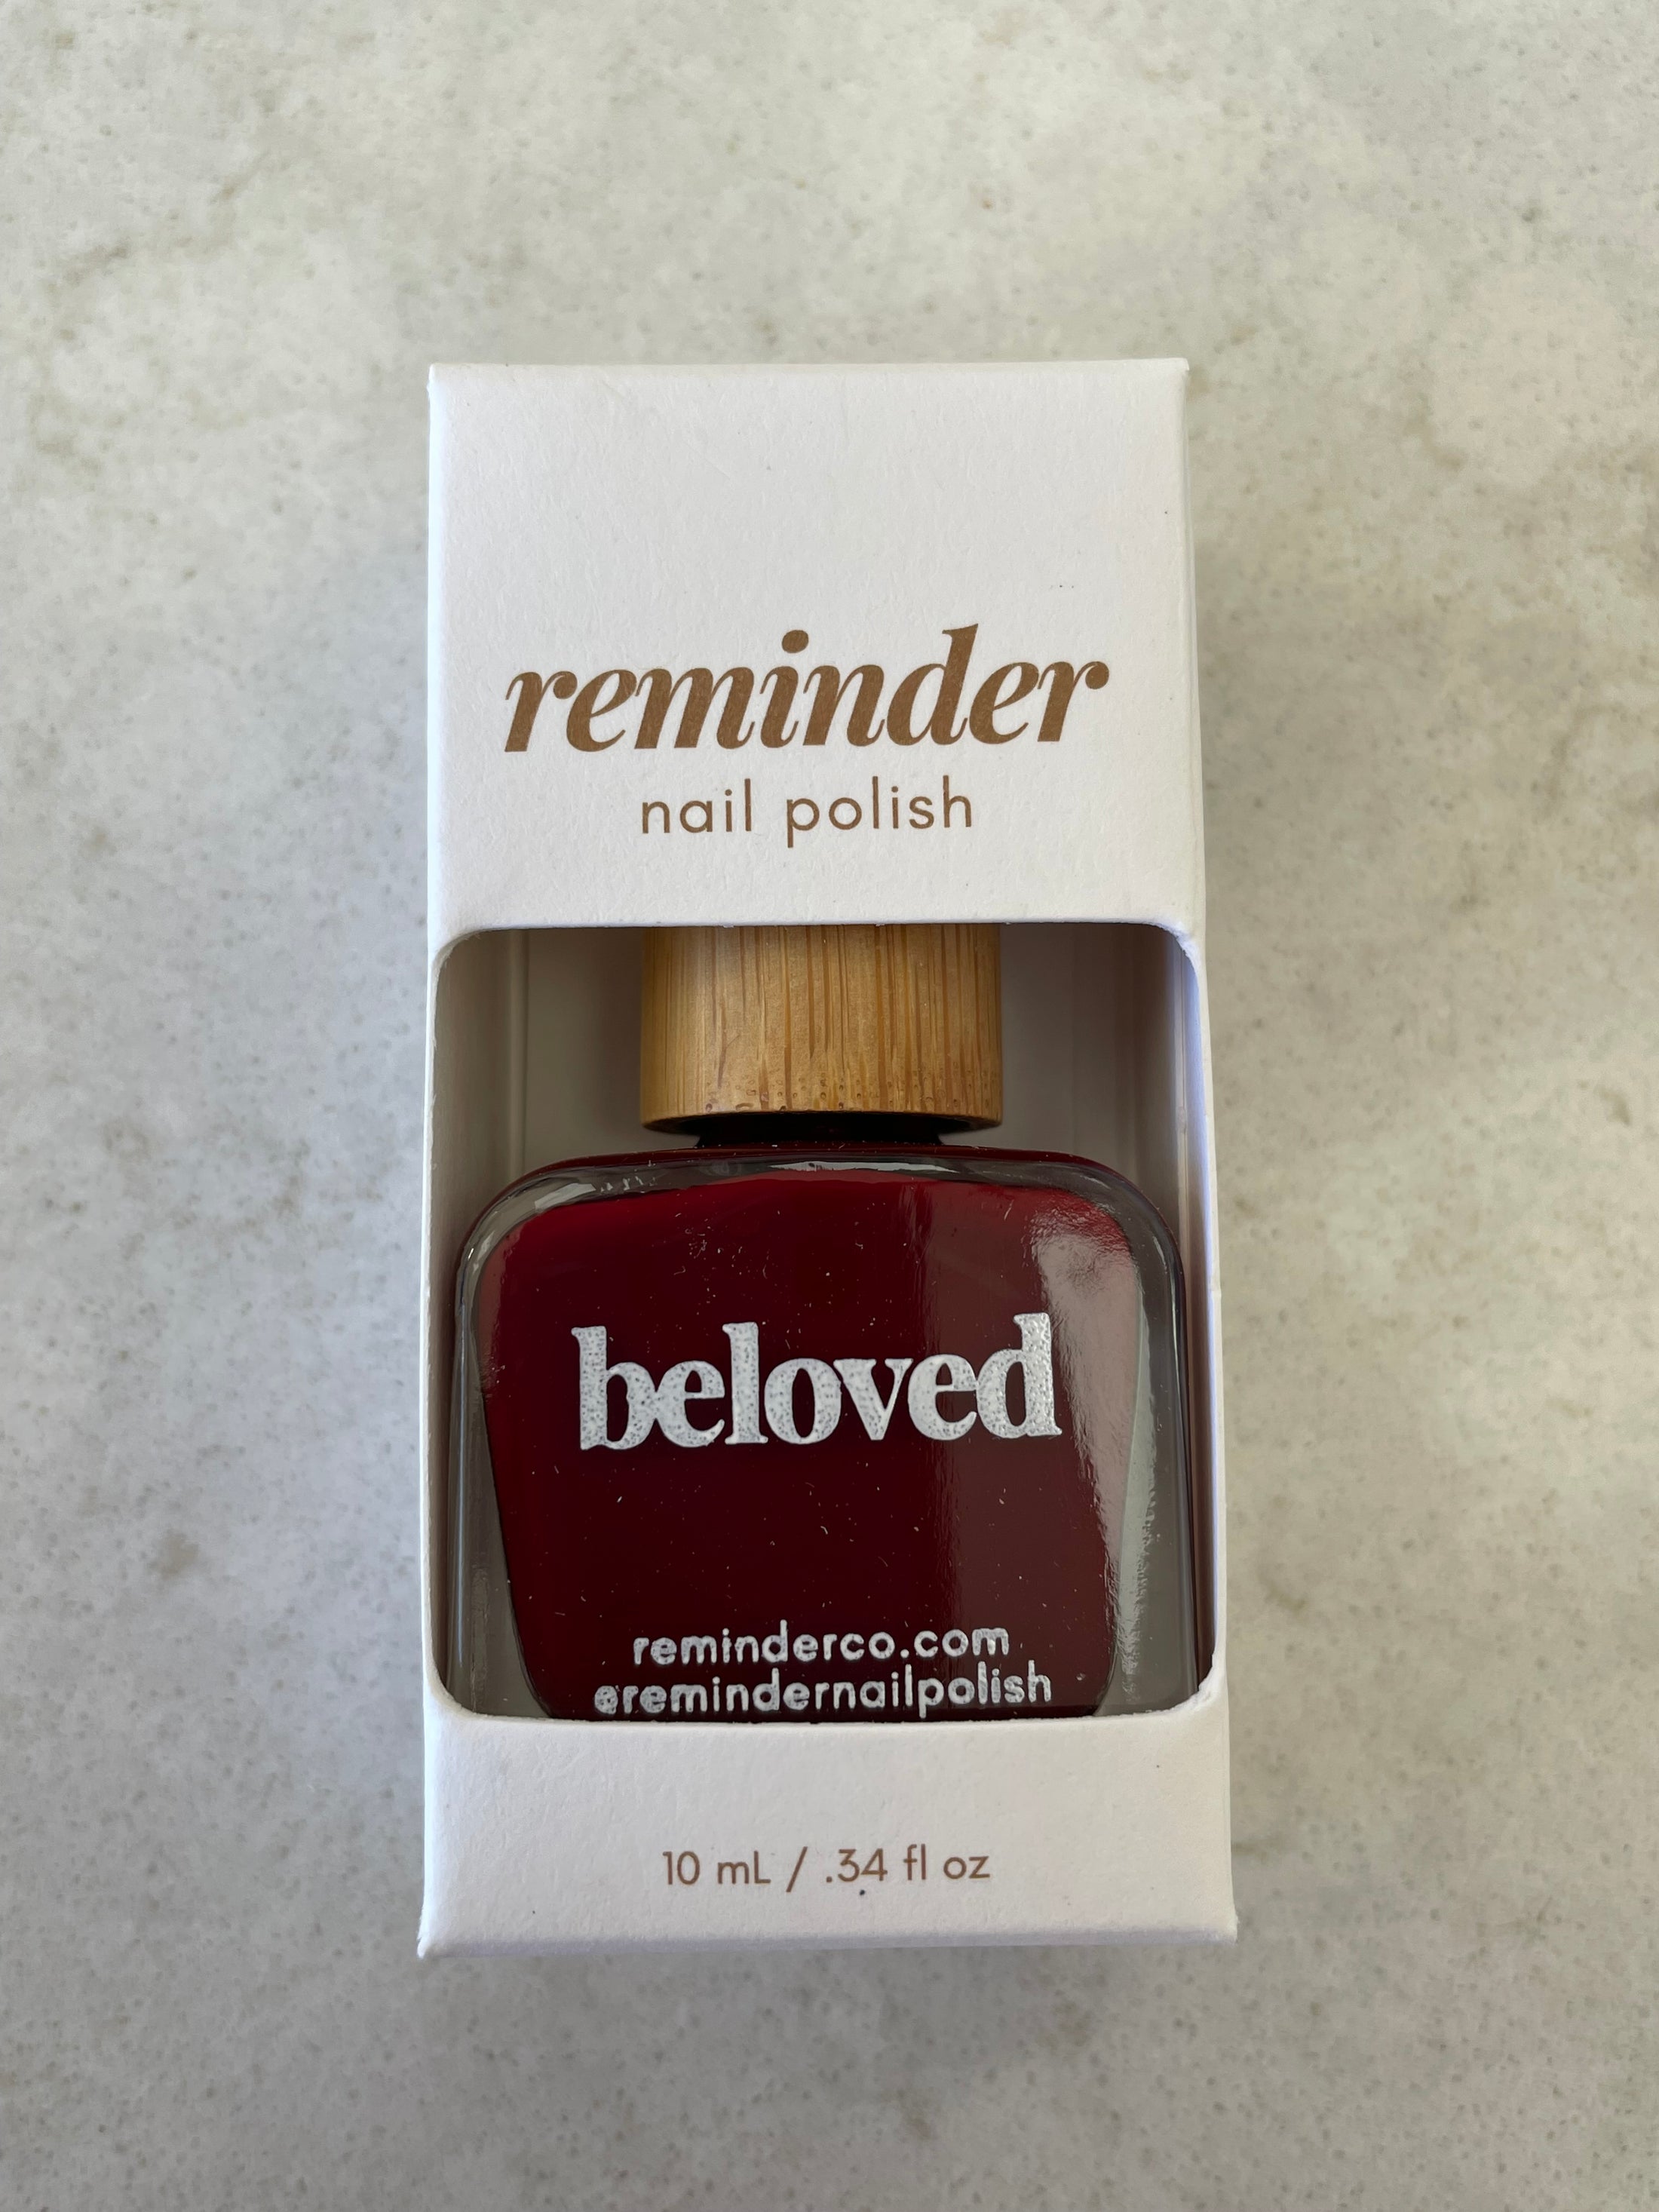 reminder
nail polish
beloved
reminderco.com
@remindernailpolish
10 mL / .34 fl oz